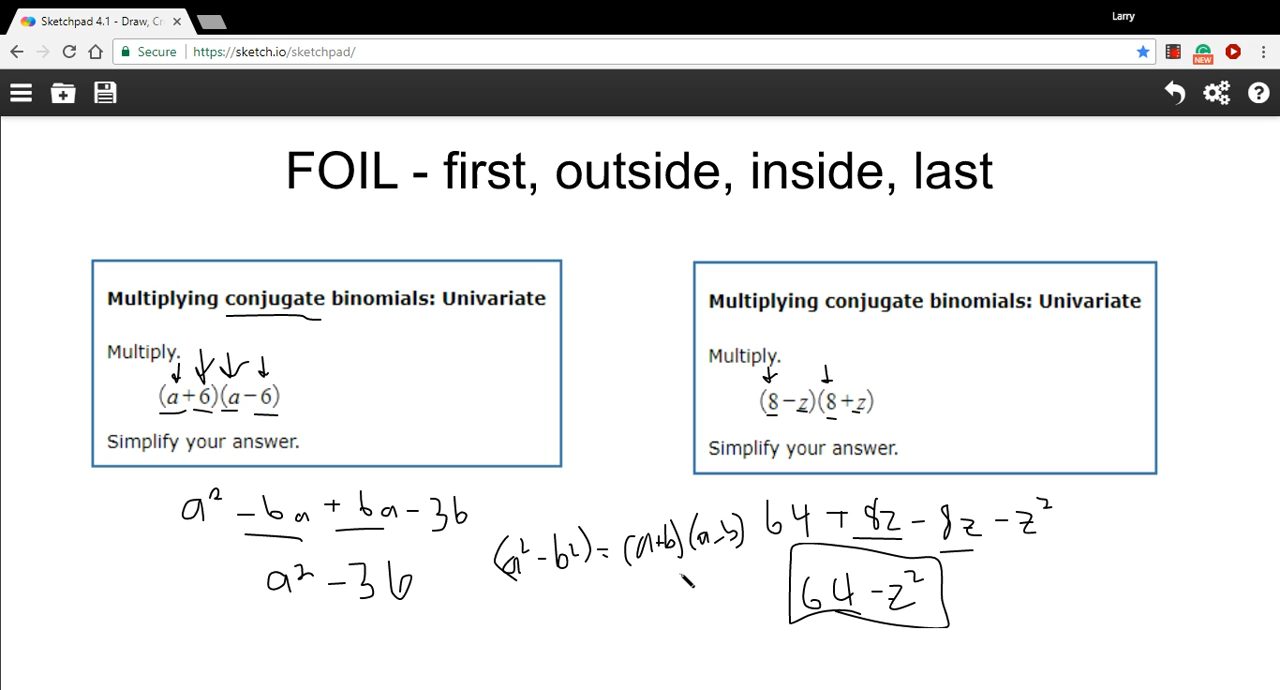 Larry
Sketchpad 4.1 - Draw, Cr
Secure https://sketch.io/sketchpad/
NEW
FOIL - first, outside, inside, last
Multiplying conjugate binomials: Univariate
Multiply.
(a+6)(a−6)
Simplify your answer.
a² - 6a + 6a - 36
a² - 36
(a² - b²) = (a+b)(a-b)
Multiplying conjugate binomials: Univariate
Multiply.
(8−z)(8+z)
Simplify your answer.
64 + 8z - 8z - z²
64 - z²